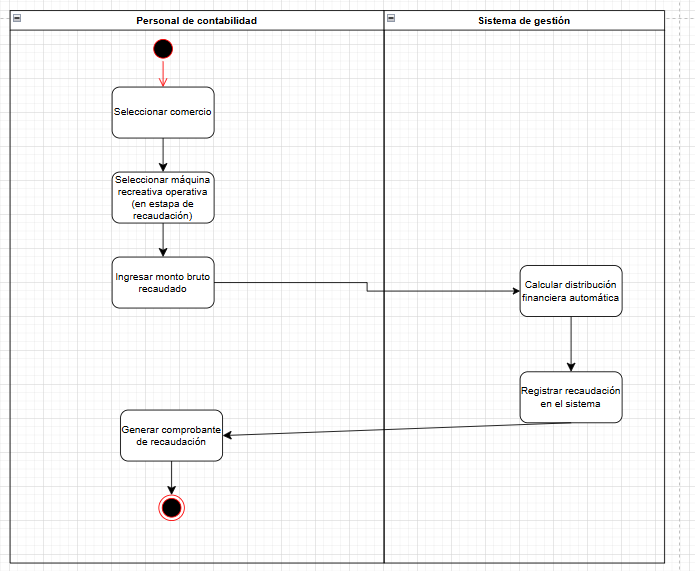 Personal de contabilidad
Sistema de gestión
Seleccionar comercio
Seleccionar máquina
recreativa operativa
(en estapa de
recaudación)
Ingresar monto bruto
recaudado
Calcular distribución
financiera automática
Registrar recaudación
en el sistema
Generar comprobante
de recaudación